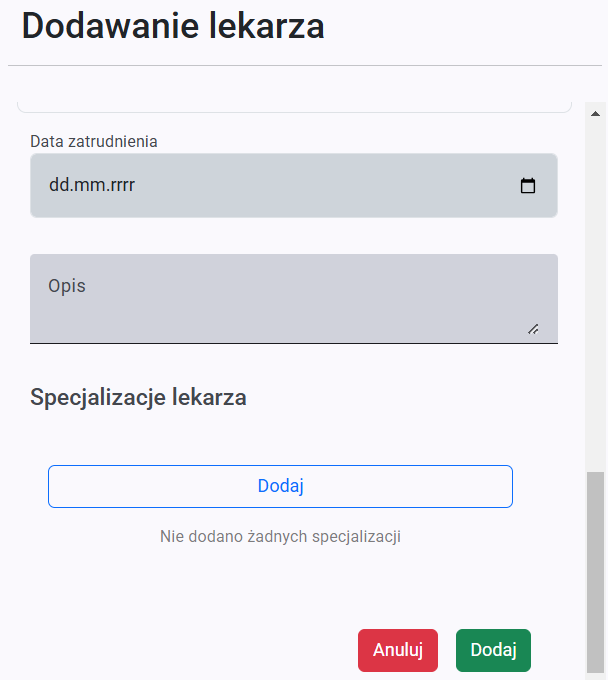 Dodawanie lekarza
Data zatrudnienia
dd.mm.rrrr
Opis
Specjalizacje lekarza
Dodaj
Nie dodano żadnych specjalizacji
Anuluj Dodaj